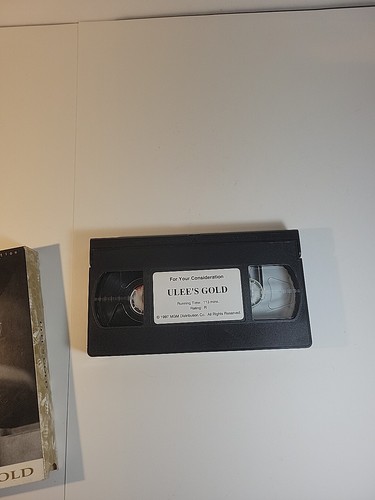 For Your Consideration
ULEE'S GOLD
Running Time: 113 mins.
Rating: R
© 1997 MGM Distribution Co. All Rights Reserved.
OLD